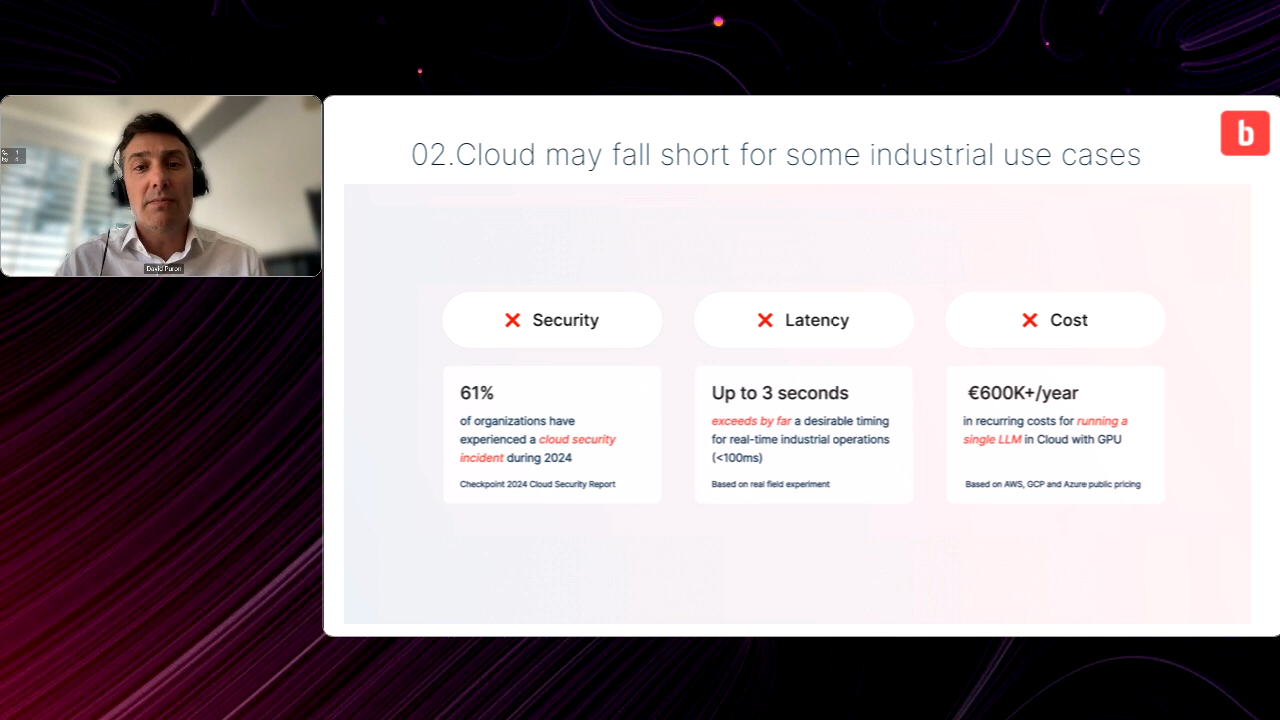 02.Cloud may fall short for some industrial use cases
b
David Puron
Security
61%
of organizations have
experienced a cloud security
incident during 2024
Checkpoint 2024 Cloud Security Report
Latency
Up to 3 seconds
exceeds by far a desirable timing
for real-time industrial operations
(<100ms)
Based on real field experiment
Cost
€600K+/year
in recurring costs for running a
single LLM in Cloud with GPU
Based on AWS, GCP and Azure public pricing